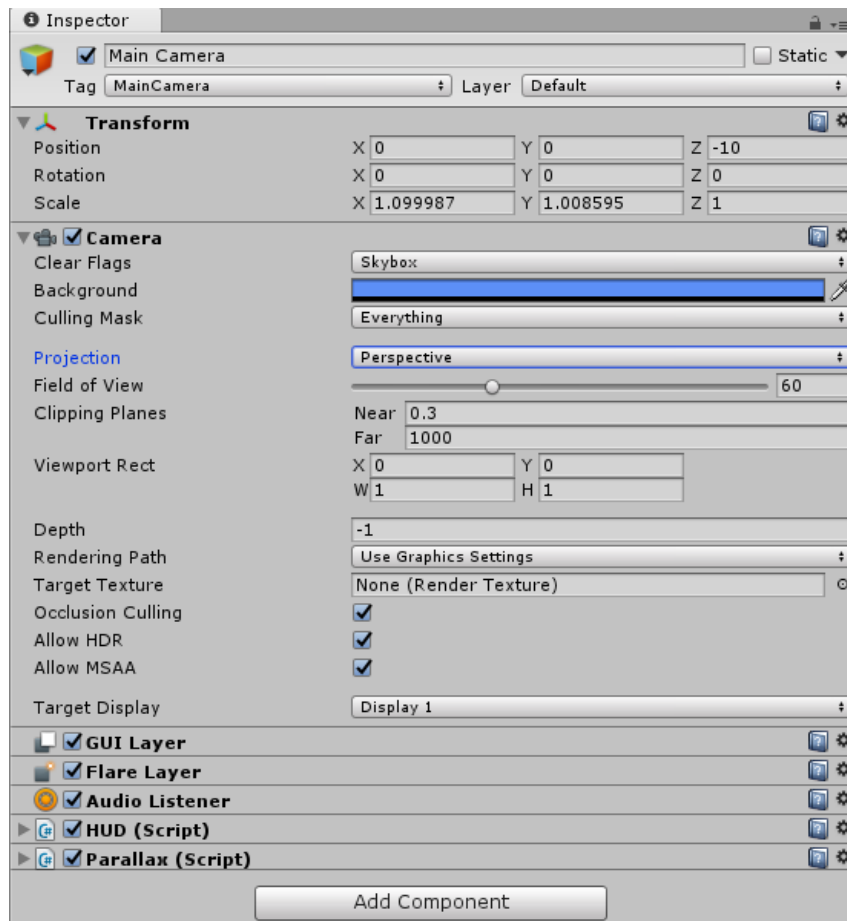 Inspector
Main Camera Static
Tag MainCamera Layer Default
Transform
Position X 0 Y 0 Z -10
Rotation X 0 Y 0 Z 0
Scale X 1.099987 Y 1.008595 Z 1
Camera
Clear Flags Skybox
Background
Culling Mask Everything
Projection Perspective
Field of View 60
Clipping Planes Near 0.3
Far 1000
Viewport Rect X 0 Y 0
W 1 H 1
Depth -1
Rendering Path Use Graphics Settings
Target Texture None (Render Texture)
Occlusion Culling
Allow HDR
Allow MSAA
Target Display Display 1
GUI Layer
Flare Layer
Audio Listener
HUD (Script)
Parallax (Script)
Add Component